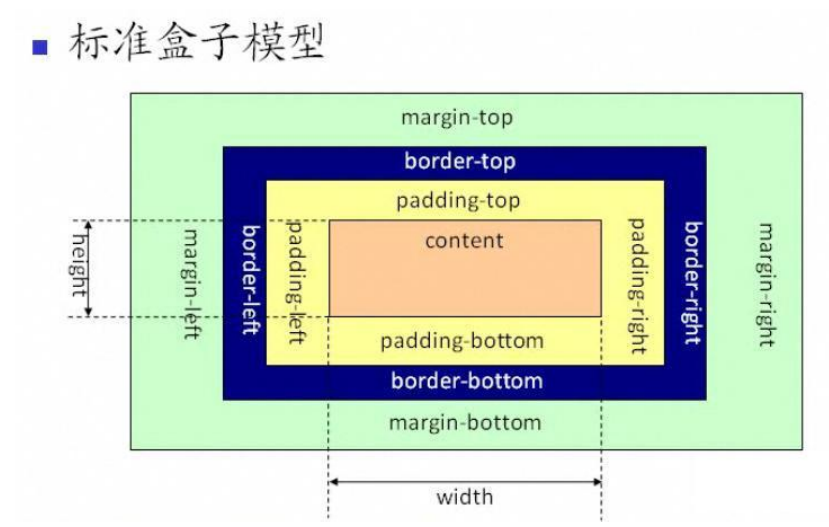 标准盒子模型
margin-top
border-top
padding-top
content
height
margin-left
border-left
padding-left
padding-right
border-right
margin-right
padding-bottom
border-bottom
margin-bottom
width